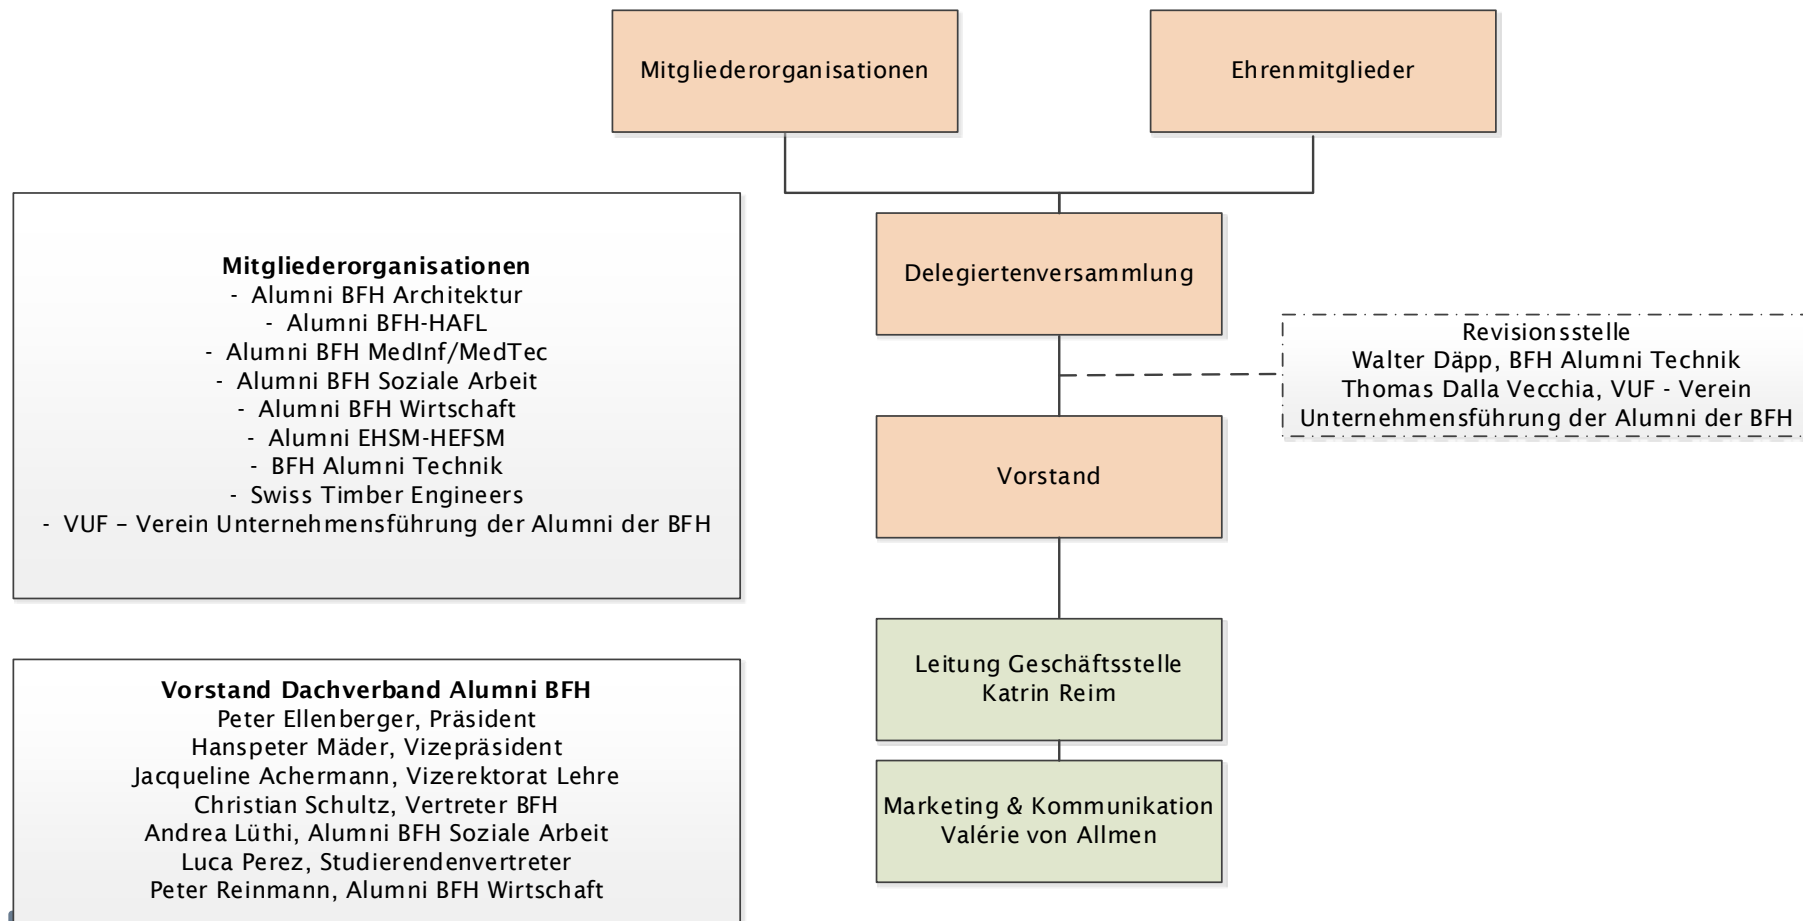 Mitgliederorganisationen
Ehrenmitglieder
Delegiertenversammlung
Revisionsstelle
Walter Däpp, BFH Alumni Technik
Thomas Dalla Vecchia, VUF - Verein
Unternehmensführung der Alumni der BFH
Vorstand
Leitung Geschäftsstelle
Katrin Reim
Marketing & Kommunikation
Valérie von Allmen
Mitgliederorganisationen
- Alumni BFH Architektur
- Alumni BFH-HAFL
- Alumni BFH MedInf/MedTec
- Alumni BFH Soziale Arbeit
- Alumni BFH Wirtschaft
- Alumni EHSM-HEFSM
- BFH Alumni Technik
- Swiss Timber Engineers
- VUF – Verein Unternehmensführung der Alumni der BFH
Vorstand Dachverband Alumni BFH
Peter Ellenberger, Präsident
Hanspeter Mäder, Vizepräsident
Jacqueline Achermann, Vizerektorat Lehre
Christian Schultz, Vertreter BFH
Andrea Lüthi, Alumni BFH Soziale Arbeit
Luca Perez, Studierendenvertreter
Peter Reinmann, Alumni BFH Wirtschaft